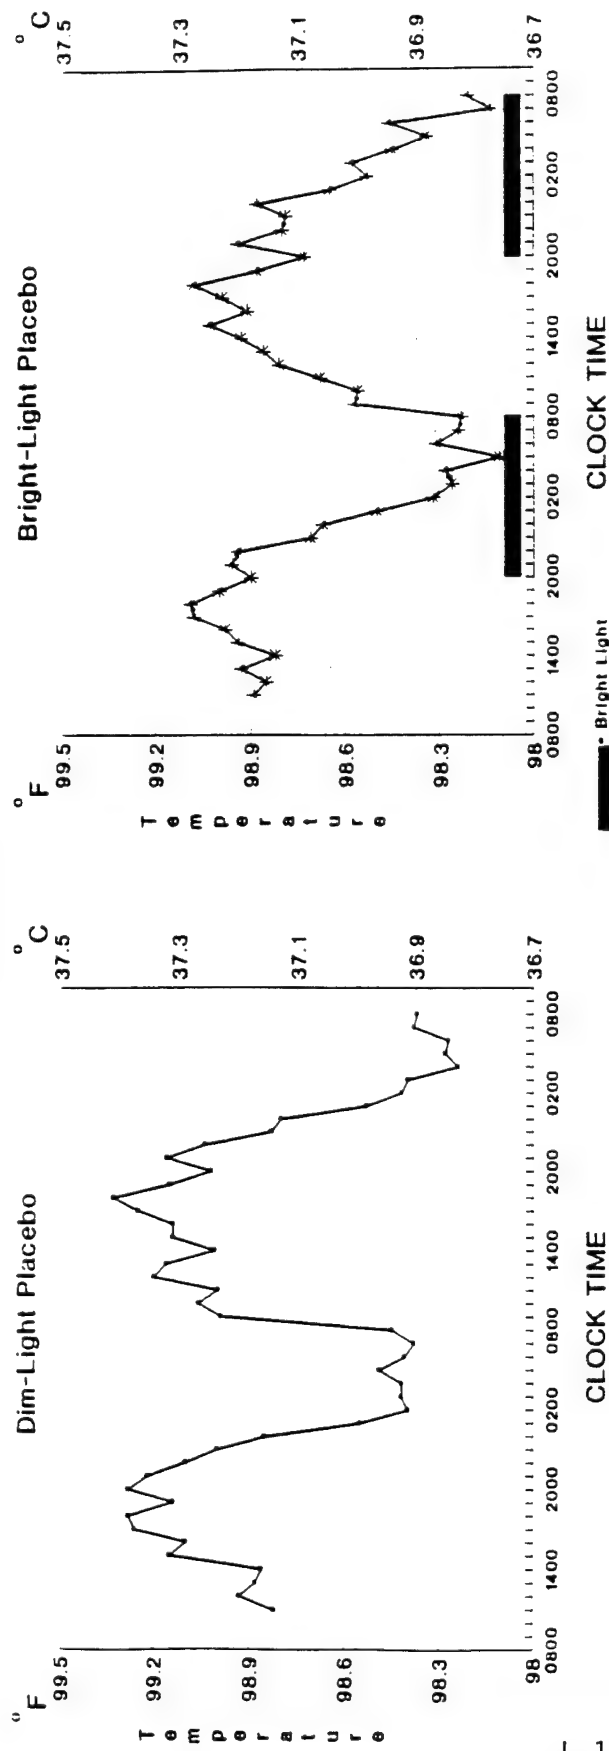 Dim-Light Placebo
°F
°C
99.5
99.2
98.9
98.6
98.3
98
Temperature
37.5
37.3
37.1
36.9
36.7
0800 1400 2000 0200 0800 1400 2000 0200 0800
CLOCK TIME
Bright-Light Placebo
°F
°C
99.5
99.2
98.9
98.6
98.3
98
Temperature
37.5
37.3
37.1
36.9
36.7
0800 1400 2000 0200 0800 1400 2000 0200 0800
CLOCK TIME
* Bright Light